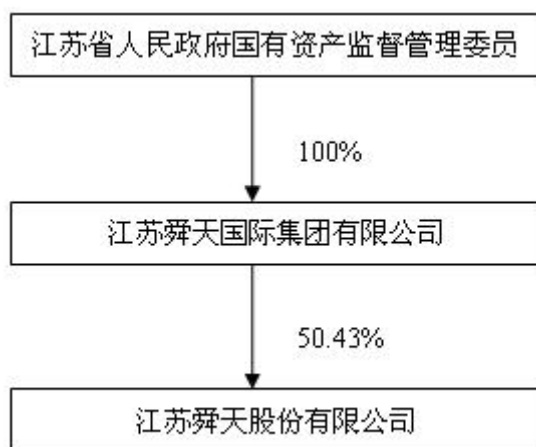 江苏省人民政府国有资产监督管理委员
100%
江苏舜天国际集团有限公司
50.43%
江苏舜天股份有限公司